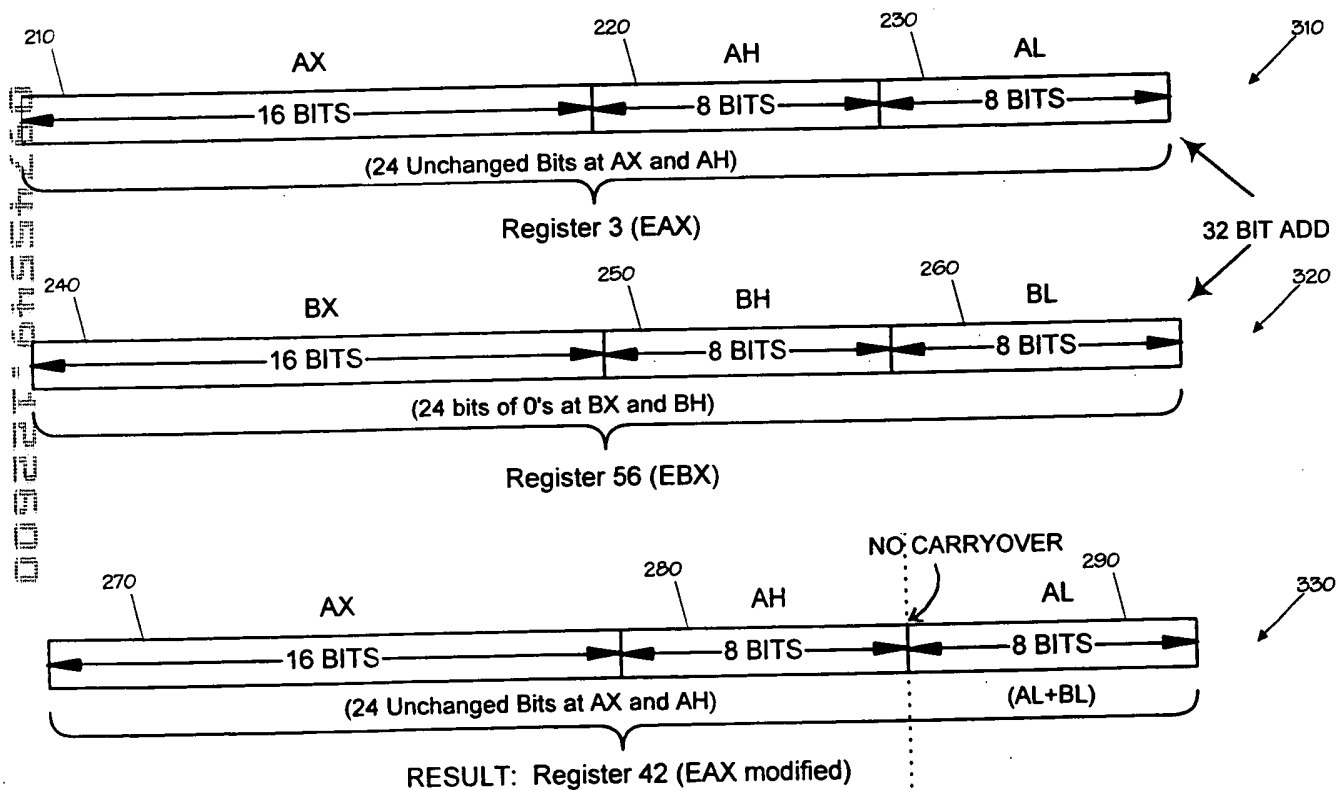 210
220
230
310
AX
AH
AL
16 BITS
8 BITS
8 BITS
(24 Unchanged Bits at AX and AH)
Register 3 (EAX)
32 BIT ADD
240
250
260
320
BX
BH
BL
16 BITS
8 BITS
8 BITS
(24 bits of 0's at BX and BH)
Register 56 (EBX)
NO CARRYOVER
270
280
290
330
AX
AH
AL
16 BITS
8 BITS
8 BITS
(24 Unchanged Bits at AX and AH)
(AL+BL)
RESULT: Register 42 (EAX modified)